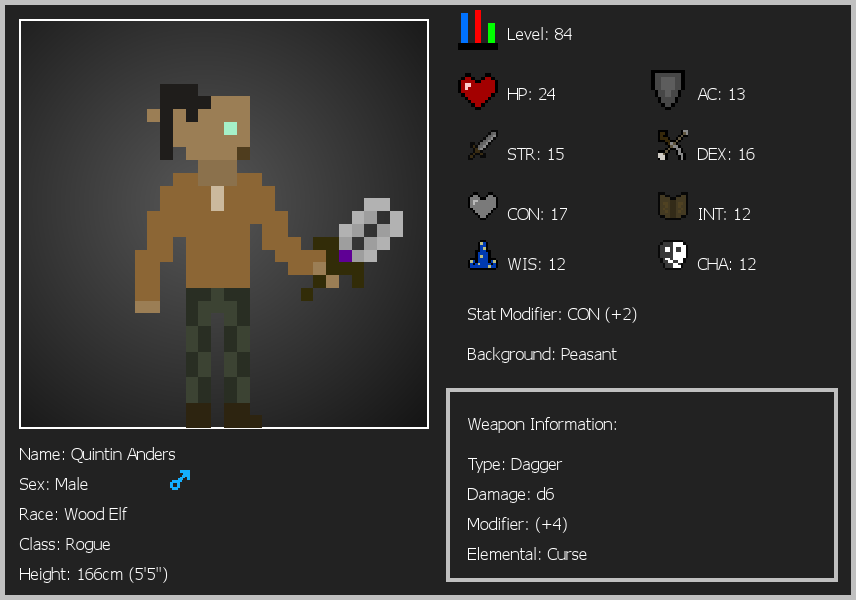 Level: 84
HP: 24
AC: 13
STR: 15
DEX: 16
CON: 17
INT: 12
WIS: 12
CHA: 12
Stat Modifier: CON (+2)
Background: Peasant
Weapon Information:
Type: Dagger
Damage: d6
Modifier: (+4)
Elemental: Curse
Name: Quintin Anders
Sex: Male
Race: Wood Elf
Class: Rogue
Height: 166cm (5'5")